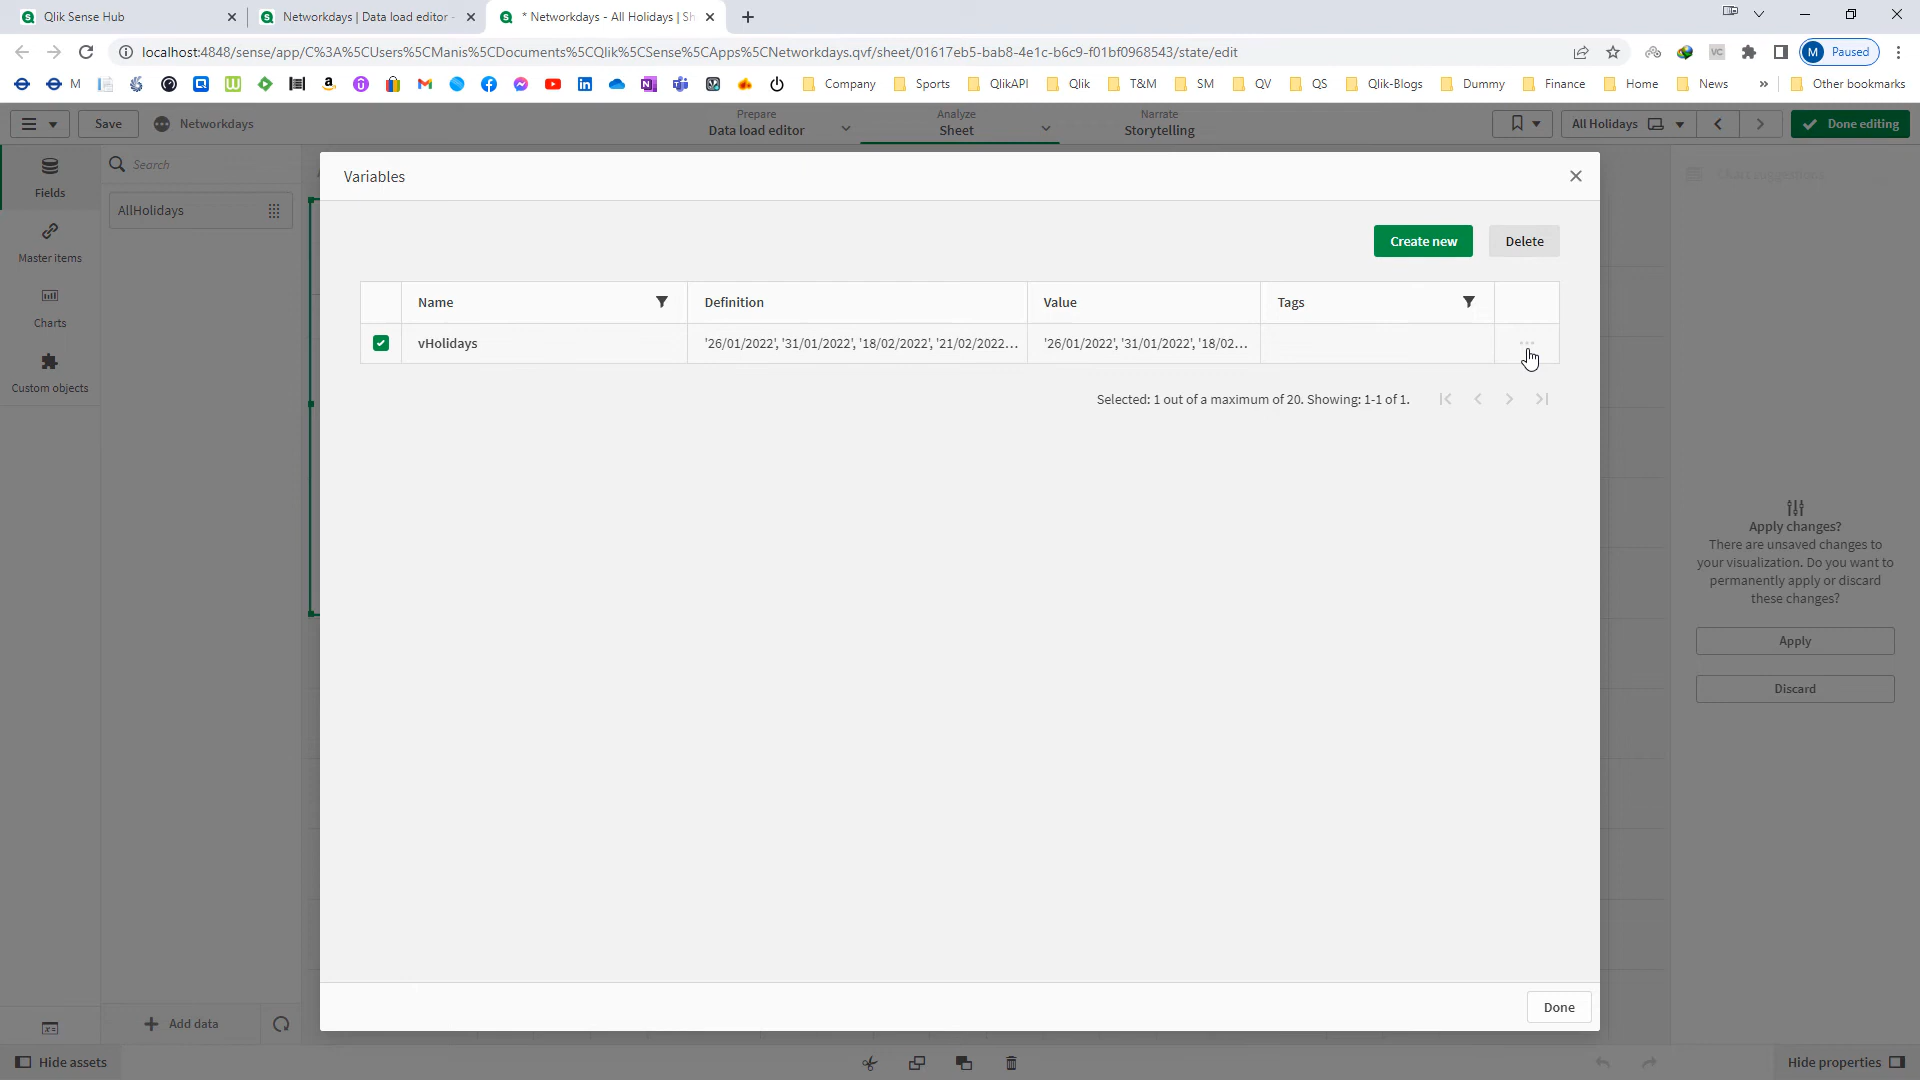 Qlik Sense Hub
Networkdays | Data load editor -
* Networkdays - All Holidays | Sh
localhost:4848/sense/app/C%3A%5CUsers%5CManis%5CDocuments%5CQlik%5CSense%5CApps%5CNetworkdays.qvf/sheet/01617eb5-bab8-4e1c-b6c9-f01bf0968543/state/edit
VC
M Paused
M
Company
Sports
QlikAPI
Qlik
T&M
SM
QV
QS
Qlik-Blogs
Dummy
Finance
Home
News
»
Other bookmarks
Save
Networkdays
Prepare
Data load editor
Analyze
Sheet
Narrate
Storytelling
All Holidays
Done editing
Fields
Master items
Charts
Custom objects
Search
AllHolidays
Variables
Create new
Delete
Name
Definition
Value
Tags
vHolidays
'26/01/2022', '31/01/2022', '18/02/2022', '21/02/2022...
'26/01/2022', '31/01/2022', '18/02...
Selected: 1 out of a maximum of 20. Showing: 1-1 of 1.
Done
Chart suggestions
Apply changes?
There are unsaved changes to
your visualization. Do you want to
permanently apply or discard
these changes?
Apply
Discard
Add data
Hide assets
Hide properties